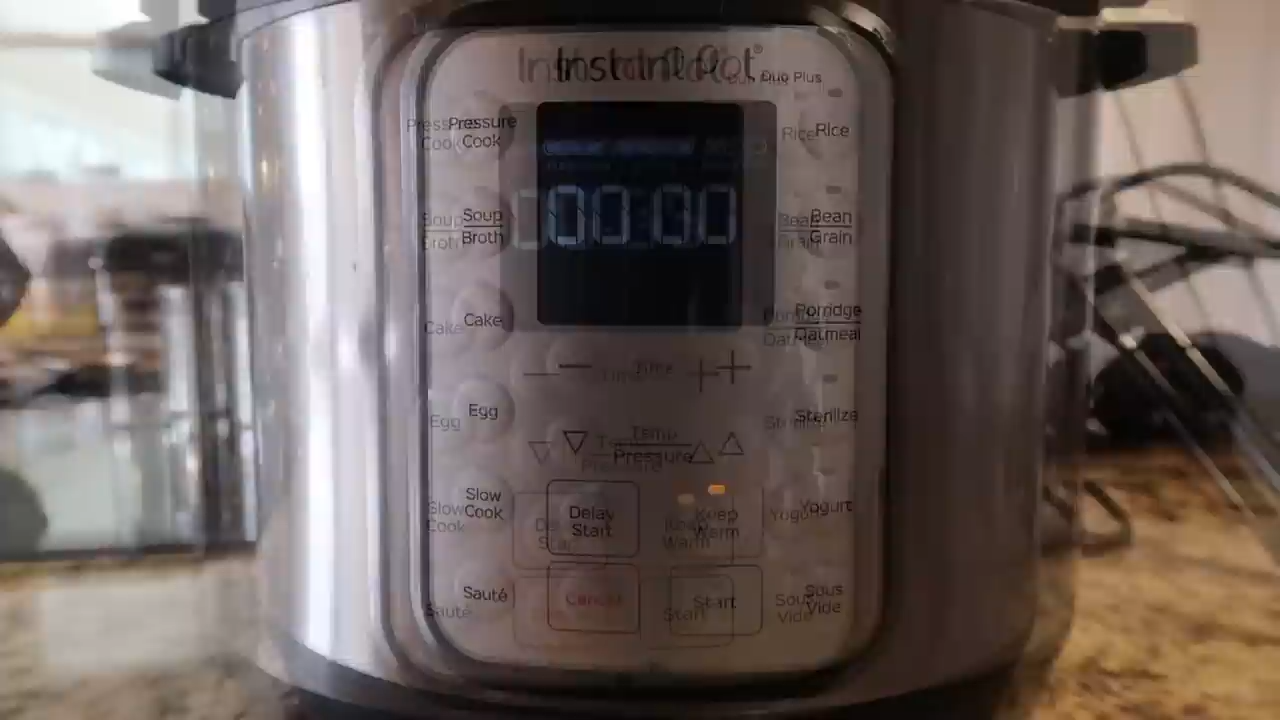 Instant Pot®
Duo Plus
Pressure
Cook
Rice
00:00
Soup
Broth
Bean
Grain
Cake
Porridge
Oatmeal
— Time +
Egg
Temp
Pressure
Sterilize
Slow
Cook
Delay
Start
Keep
Warm
Yogurt
Sauté
Cancel
Start
Sous
Vide